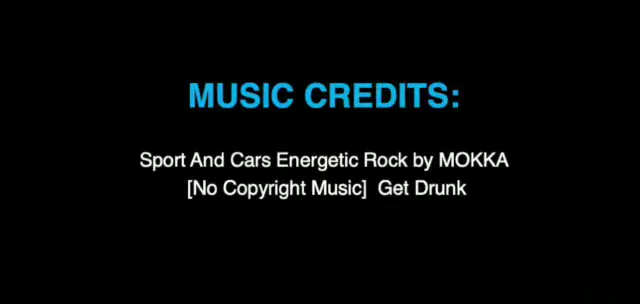 MUSIC CREDITS:
Sport And Cars Energetic Rock by MOKKA
[No Copyright Music]  Get Drunk